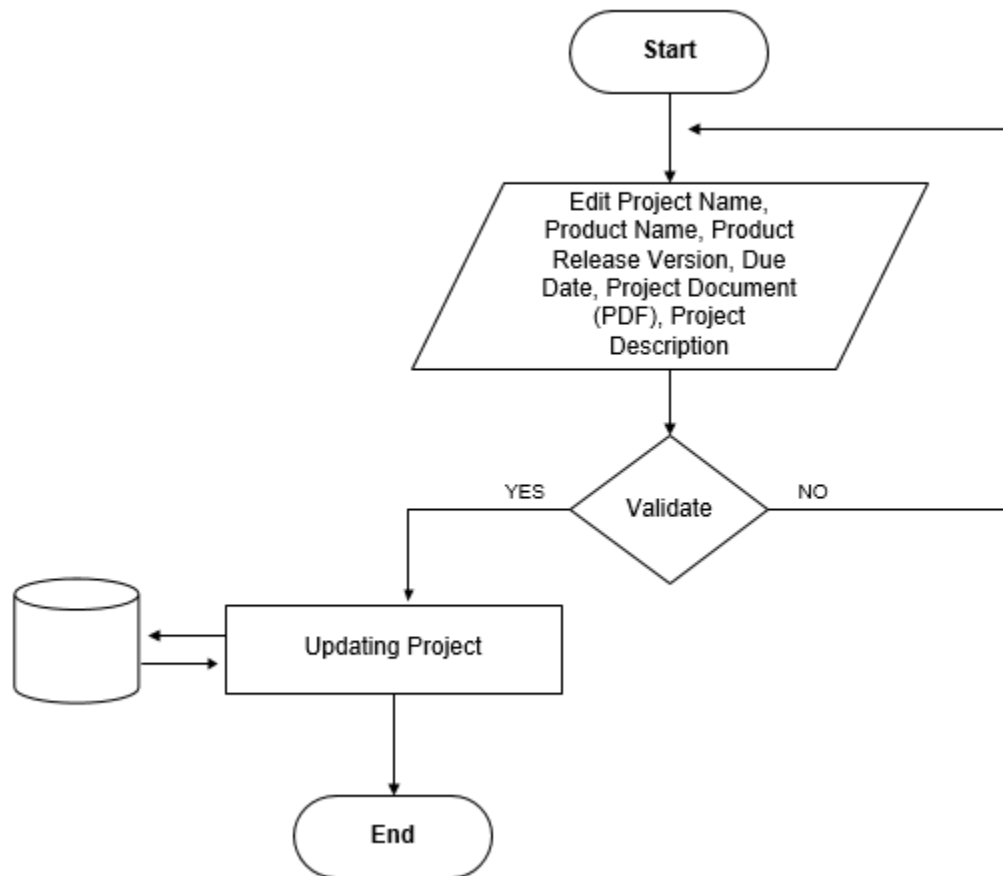 Start
Edit Project Name,
Product Name, Product
Release Version, Due
Date, Project Document
(PDF), Project
Description
YES
Validate
NO
Updating Project
End